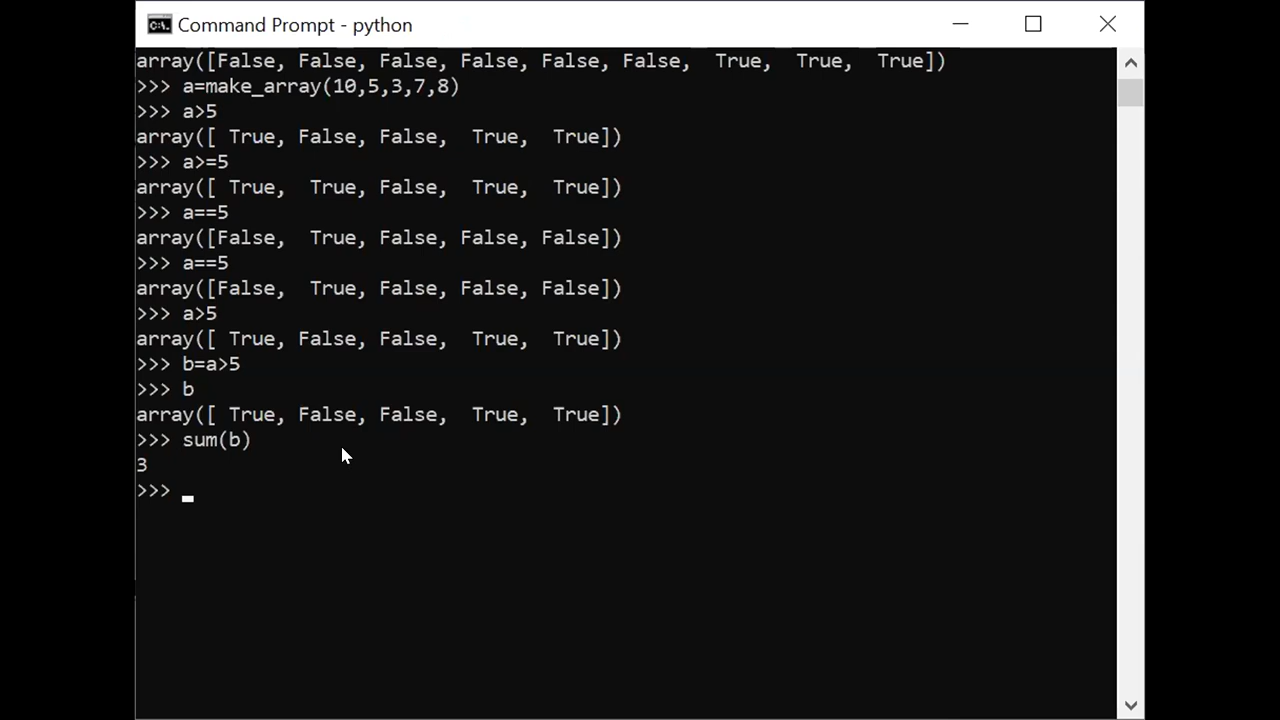 Command Prompt - python
array([False, False, False, False, False, False,  True,  True,  True])
>>> a=make_array(10,5,3,7,8)
>>> a>5
array([ True, False, False,  True,  True])
>>> a>=5
array([ True,  True, False,  True,  True])
>>> a==5
array([False,  True, False, False, False])
>>> a==5
array([False,  True, False, False, False])
>>> a>5
array([ True, False, False,  True,  True])
>>> b=a>5
>>> b
array([ True, False, False,  True,  True])
>>> sum(b)
3
>>>